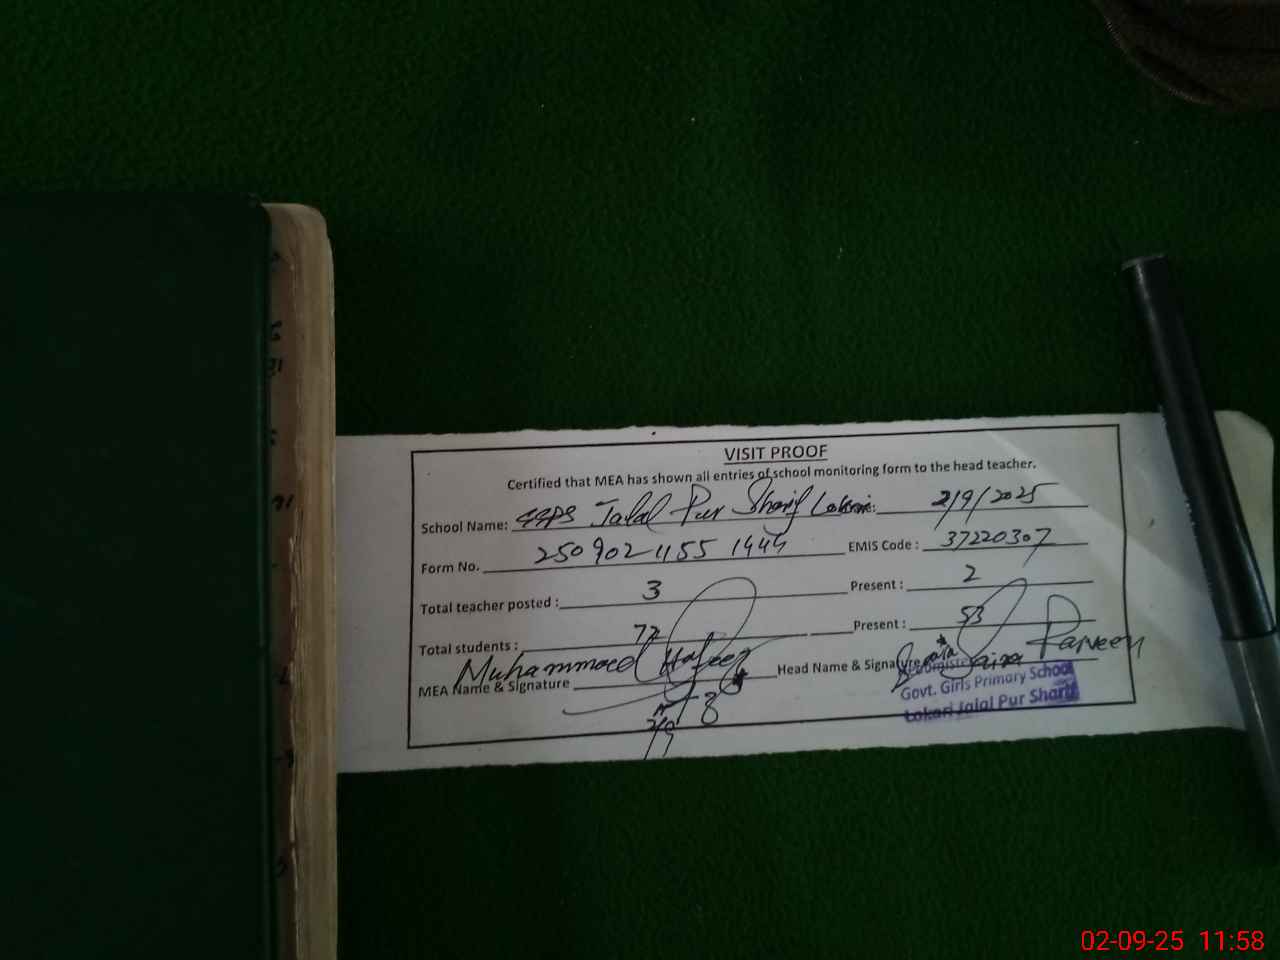 VISIT PROOF
Certified that MEA has shown all entries of school monitoring form to the head teacher.
School Name: GGPS Jalal Pur Sharif Lokari : 2/9/2025
Form No. 250902 1155 1444 EMIS Code : 37220307
Total teacher posted : 3 Present : 2
Total students : 72 Present : 53
MEA Name & Signature Muhammad Hafeez Head Name & Signature Saira Parveen
2/9
Govt. Girls Primary School
Lokari Jalal Pur Sharif
02-09-25 11:58